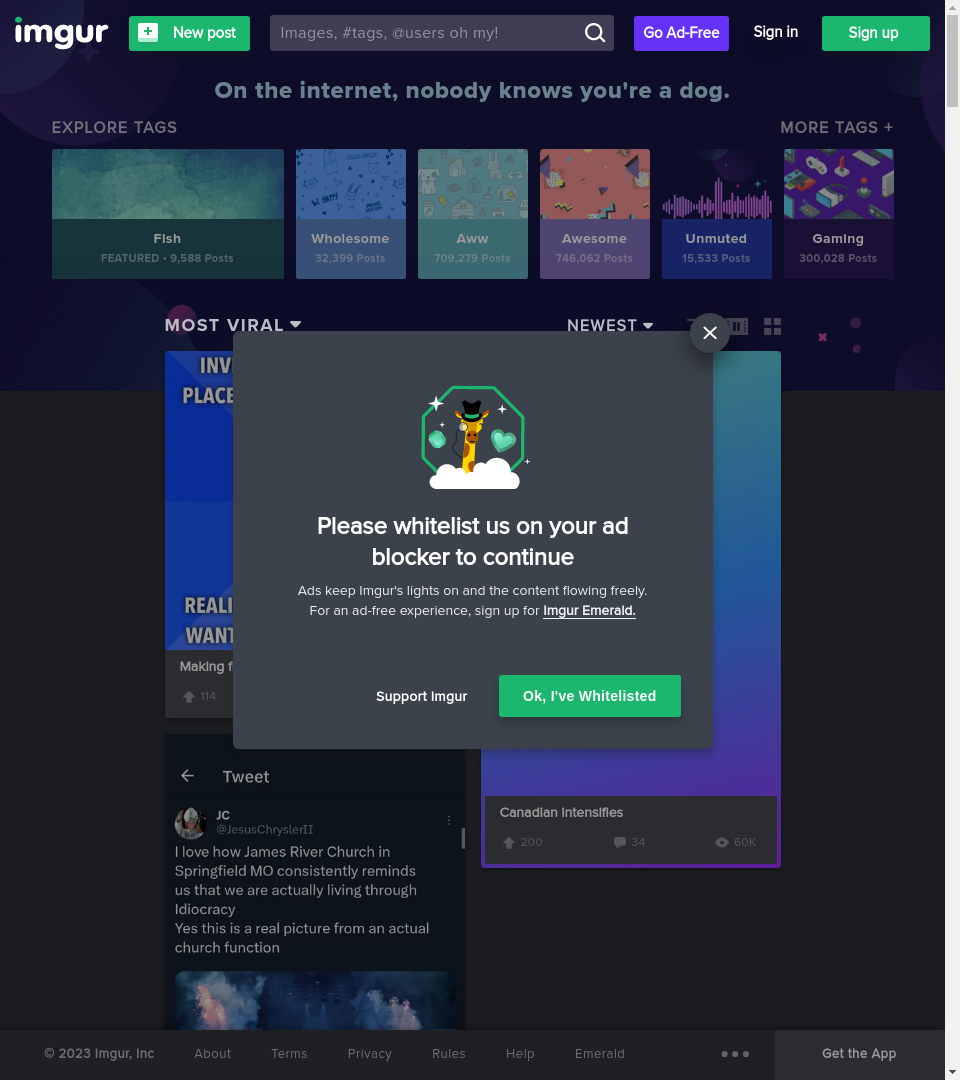 imgur
New post
Images, #tags, @users oh my!
Go Ad-Free
Sign in
Sign up
On the internet, nobody knows you're a dog.
EXPLORE TAGS
MORE TAGS +
Fish
FEATURED • 9,588 Posts
Wholesome
32,399 Posts
Aww
709,279 Posts
Awesome
746,062 Posts
Unmuted
15,533 Posts
Gaming
300,028 Posts
MOST VIRAL
NEWEST
Please whitelist us on your ad
blocker to continue
Ads keep Imgur's lights on and the content flowing freely.
For an ad-free experience, sign up for Imgur Emerald.
Support Imgur
Ok, I've Whitelisted
Making
114
Tweet
JC
@JesusChryslerII
I love how James River Church in
Springfield MO consistently reminds
us that we are actually living through
Idiocracy
Yes this is a real picture from an actual
church function
Canadian intensifies
200
34
60K
© 2023 Imgur, Inc
About
Terms
Privacy
Rules
Help
Emerald
Get the App